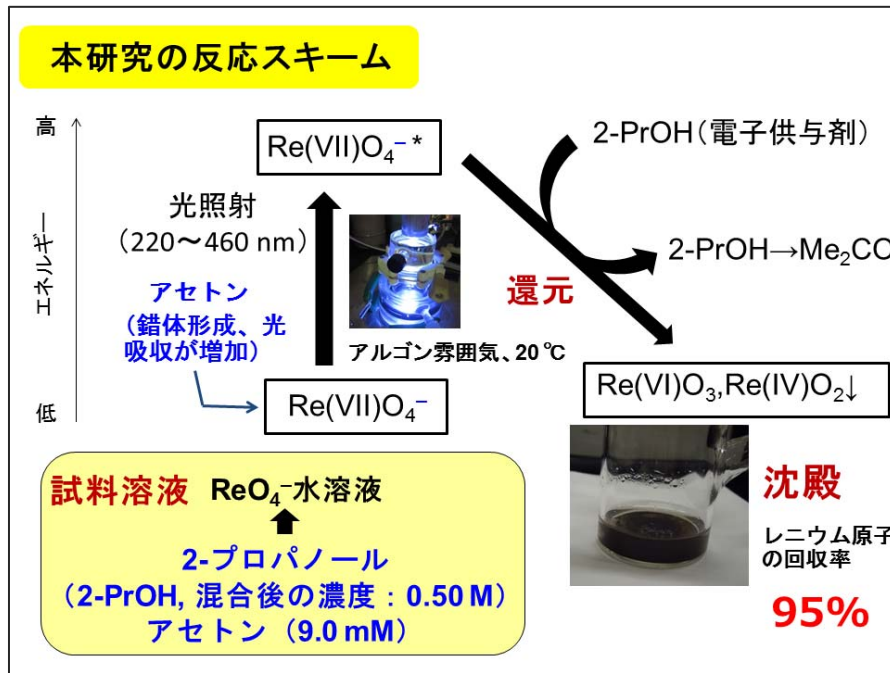 本研究の反応スキーム
高
エネルギー
低
Re(VII)O₄⁻*
光照射
(220～460 nm)
アセトン
(錯体形成、光
吸収が増加)
Re(VII)O₄⁻
アルゴン雰囲気、20℃
2-PrOH(電子供与剤)
2-PrOH→Me₂CO
還元
Re(VI)O₃,Re(IV)O₂↓
沈殿
レニウム原子
の回収率
95%
試料溶液 ReO₄⁻水溶液
2-プロパノール
(2-PrOH, 混合後の濃度：0.50 M)
アセトン (9.0 mM)